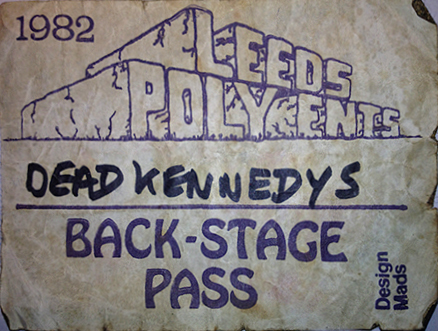 1982
LEEDS
POLY ENTS
DEAD KENNEDYS
BACK-STAGE
PASS
Design
Mads